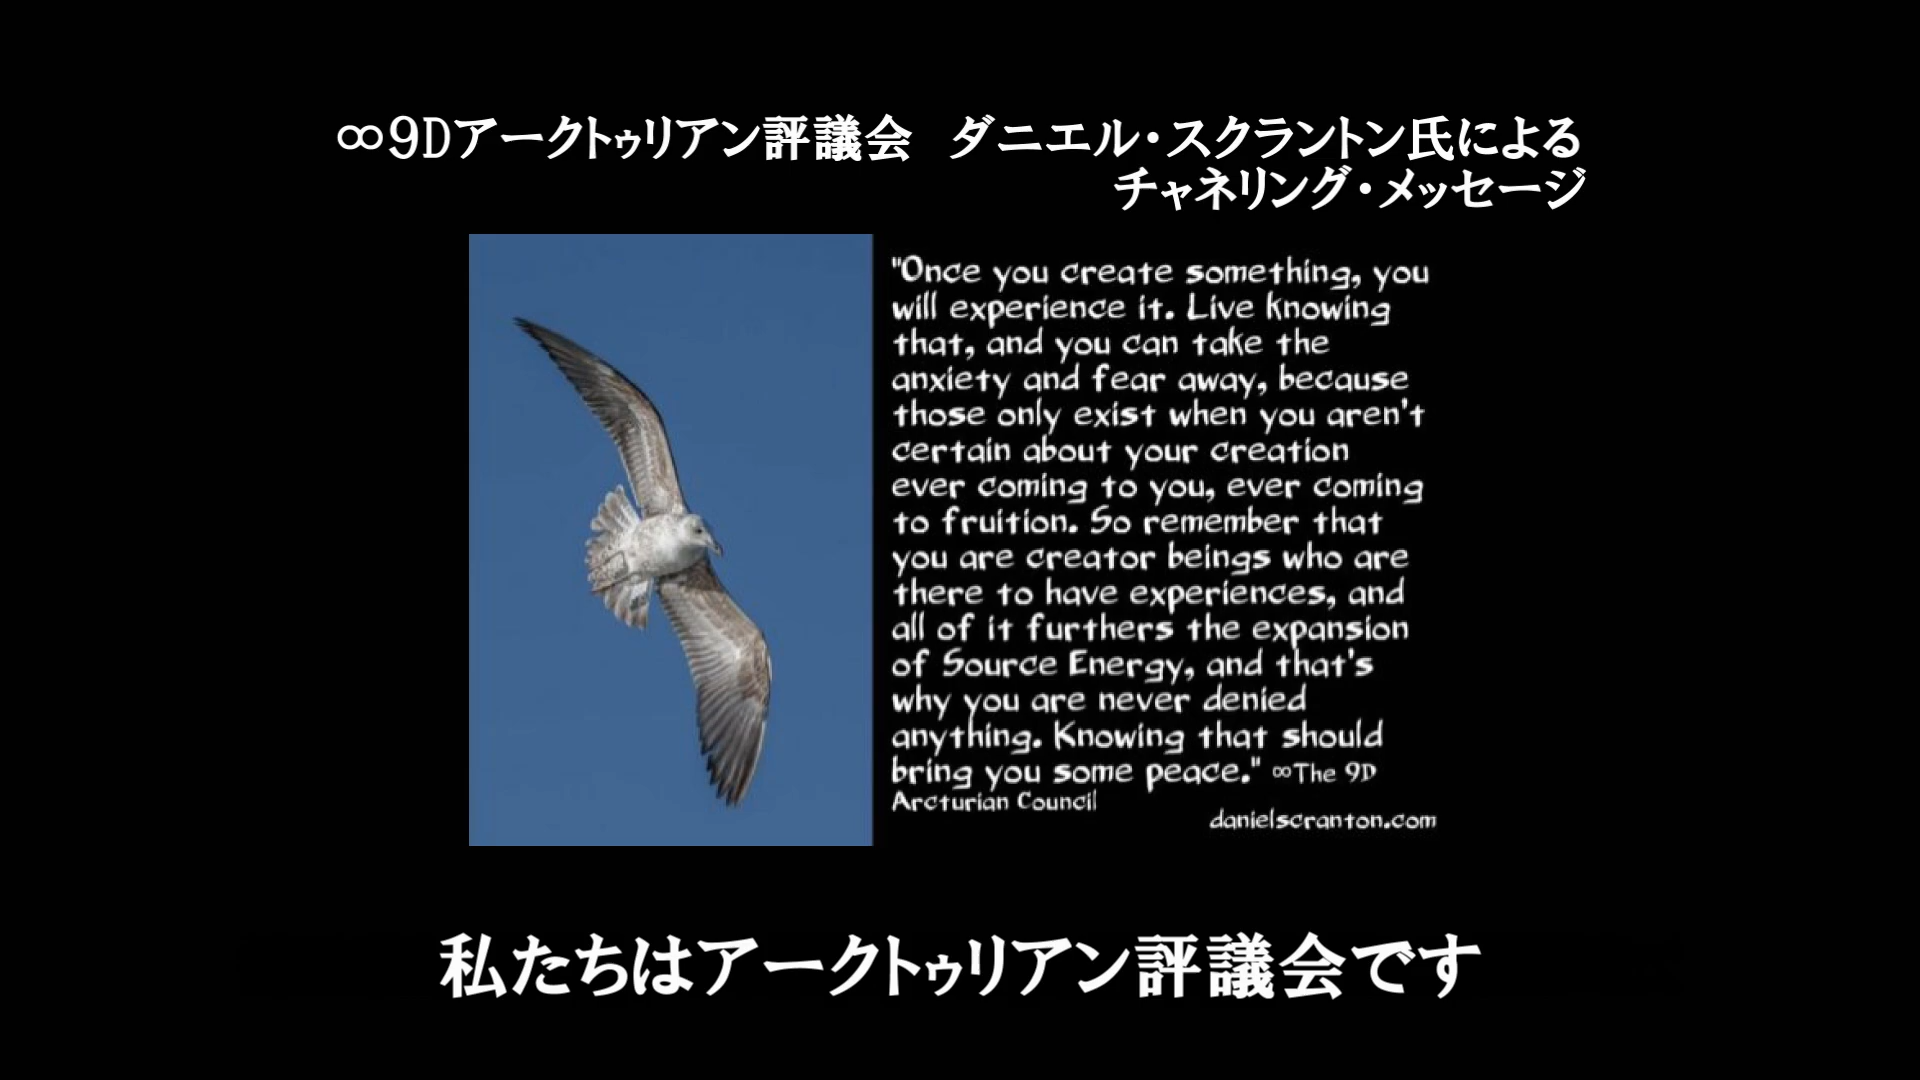 ∞9Dアークトゥリアン評議会　ダニエル・スクラントン氏による
チャネリング・メッセージ
"Once you create something, you
will experience it. Live knowing
that, and you can take the
anxiety and fear away, because
those only exist when you aren't
certain about your creation
ever coming to you, ever coming
to fruition. So remember that
you are creator beings who are
there to have experiences, and
all of it furthers the expansion
of Source Energy, and that's
why you are never denied
anything. Knowing that should
bring you some peace." ∞The 9D
Arcturian Council
danielscranton.com
私たちはアークトゥリアン評議会です